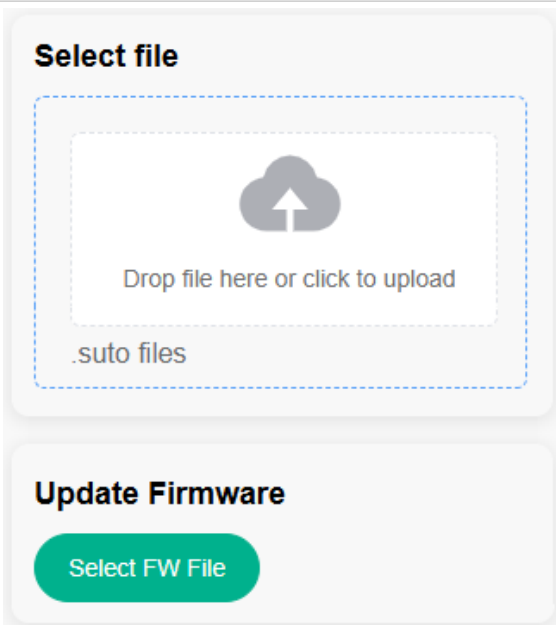 Select file
Drop file here or click to upload
.suto files
Update Firmware
Select FW File